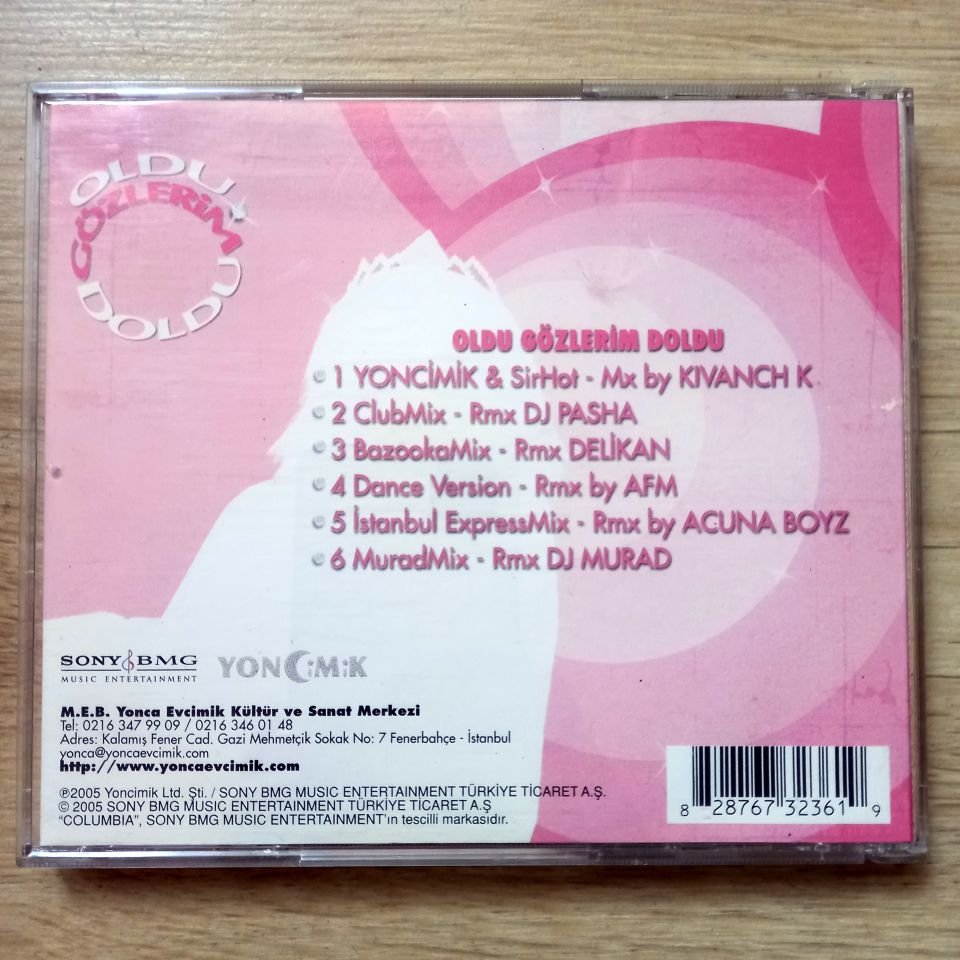 OLDU
GÖZLERİM
DOLDU
OLDU GÖZLERİM DOLDU
1 YONCİMİK & SirHot - Mx by KIVANCH K
2 ClubMix - Rmx DJ PASHA
3 BazookaMix - Rmx DELİKAN
4 Dance Version - Rmx by AFM
5 İstanbul ExpressMix - Rmx by ACUNA BOYZ
6 MuradMix - Rmx DJ MURAD
SONY BMG
MUSIC ENTERTAINMENT
YONCİMİK
M.E.B. Yonca Evcimik Kültür ve Sanat Merkezi
Tel: 0216 347 99 09 / 0216 346 01 48
Adres: Kalamış Fener Cad. Gazi Mehmetçik Sokak No: 7 Fenerbahçe - İstanbul
yonca@yoncaevcimik.com
http://www.yoncaevcimik.com
℗2005 Yoncimik Ltd. Şti. / SONY BMG MUSIC ENTERTAINMENT TÜRKİYE TİCARET A.Ş.
© 2005 SONY BMG MUSIC ENTERTAINMENT TÜRKİYE TİCARET A.Ş
"COLUMBIA", SONY BMG MUSIC ENTERTAINMENT'ın tescilli markasıdır.
8 28767 32361 9